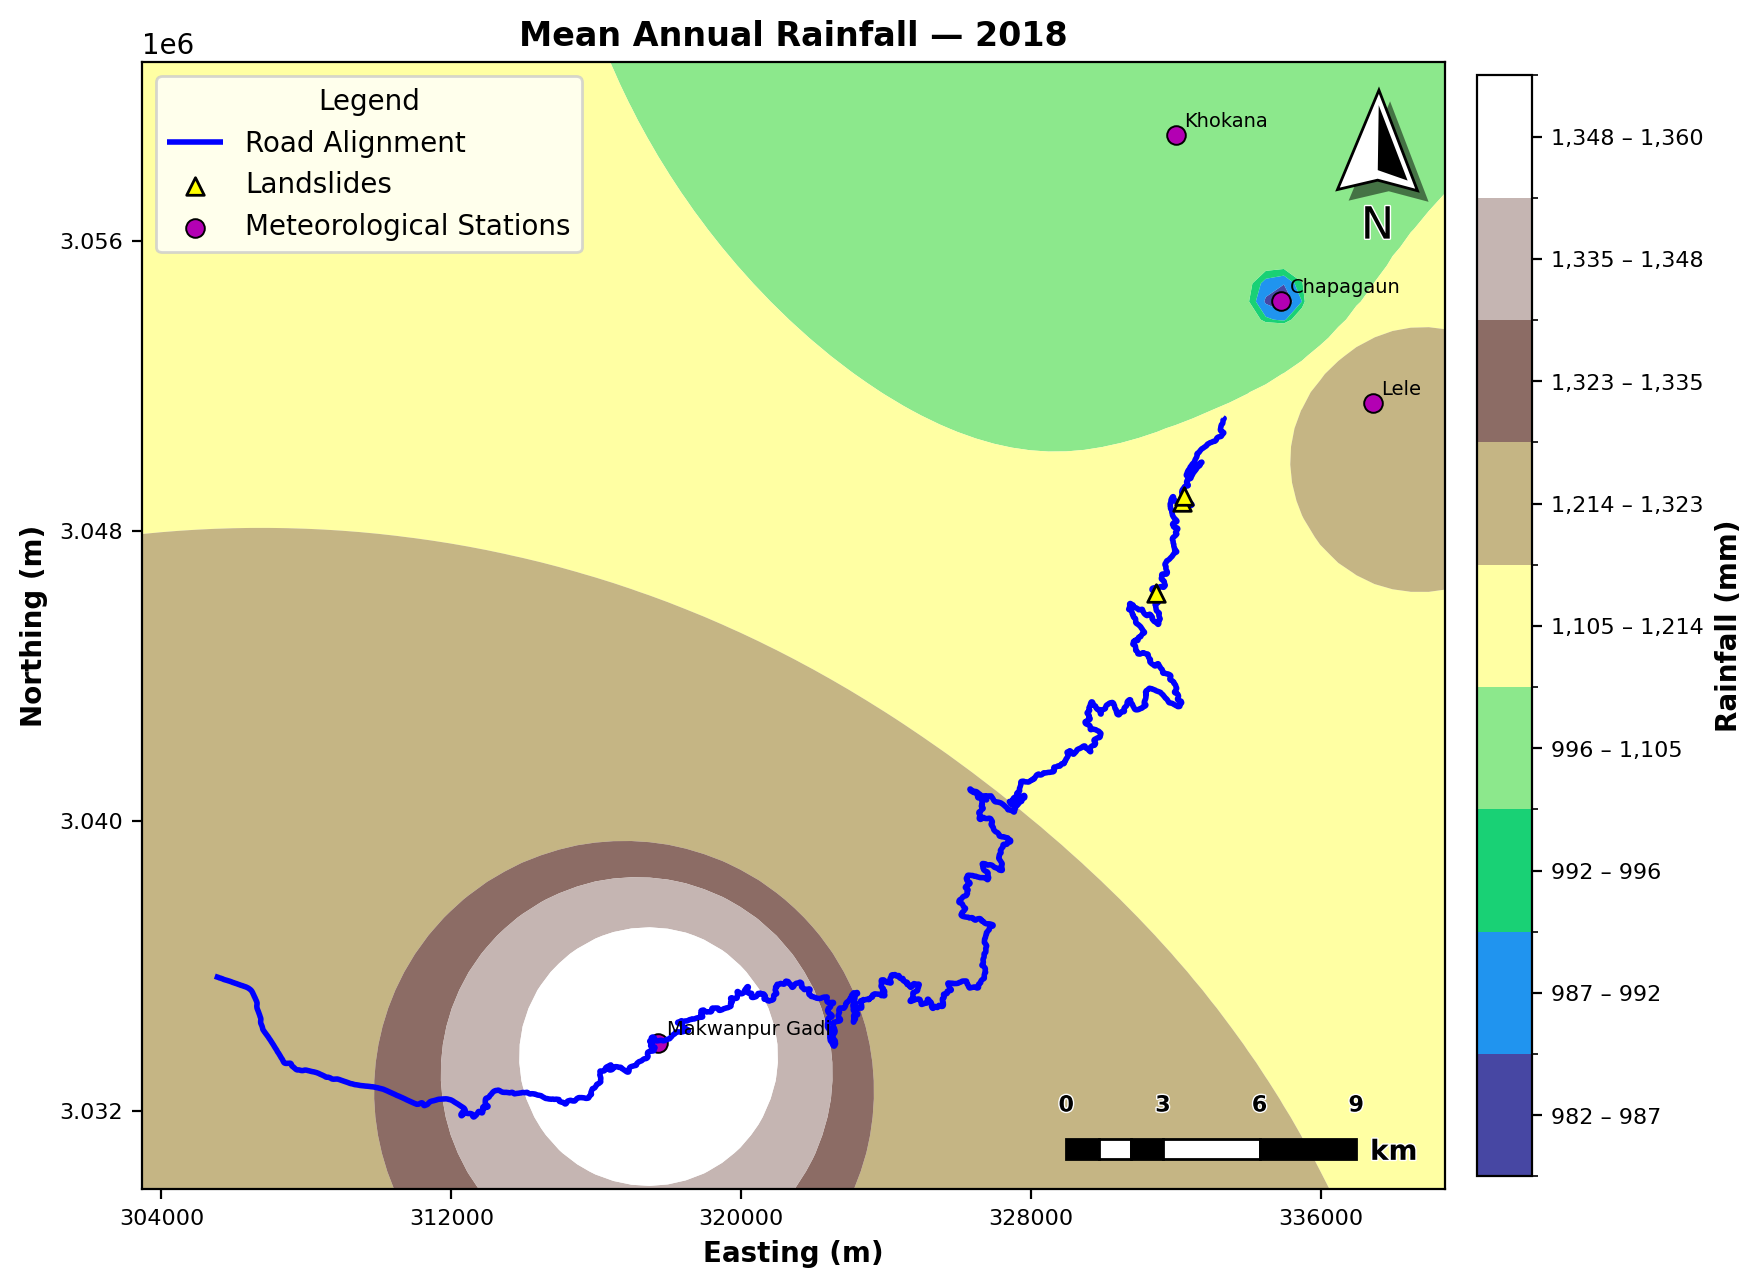 Mean Annual Rainfall — 2018
1e6
Legend
Road Alignment
Landslides
Meteorological Stations
Khokana
N
Chapagaun
Lele
Makwanpur Gadi
0 3 6 9
km
3.056
3.048
3.040
3.032
Northing (m)
304000 312000 320000 328000 336000
Easting (m)
1,348 – 1,360
1,335 – 1,348
1,323 – 1,335
1,214 – 1,323
1,105 – 1,214
996 – 1,105
992 – 996
987 – 992
982 – 987
Rainfall (mm)